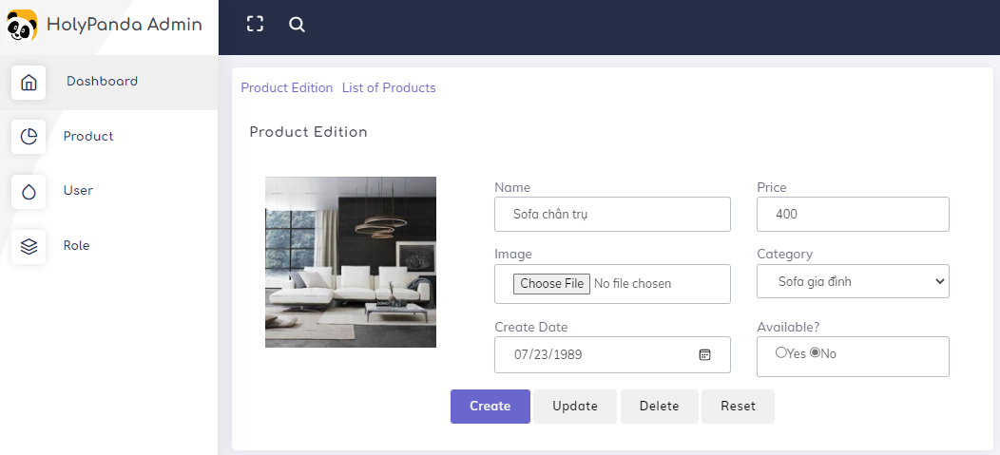 HolyPanda Admin
Dashboard
Product
User
Role
Product Edition List of Products
Product Edition
Name
Sofa chân trụ
Price
400
Image
Choose File No file chosen
Category
Sofa gia đình
Create Date
07/23/1989
Available?
Yes No
Create Update Delete Reset